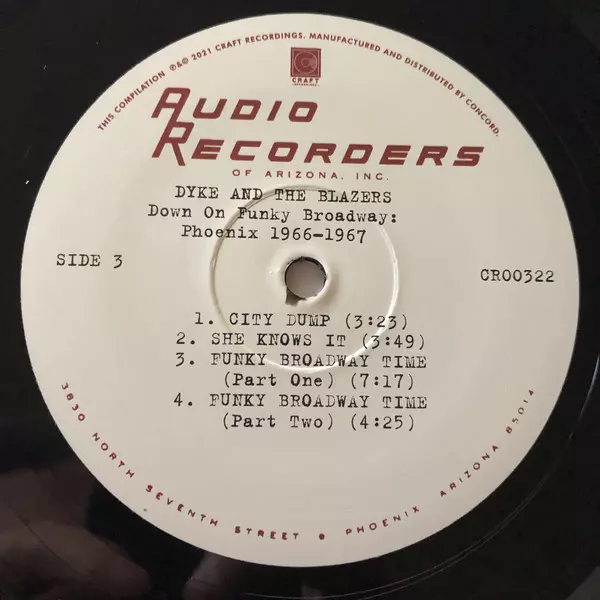 THIS COMPILATION ℗&© 2021 CRAFT RECORDINGS. MANUFACTURED AND DISTRIBUTED BY CONCORD.
CRAFT
RECORDINGS
AUDIO
RECORDERS
OF ARIZONA, INC.
DYKE AND THE BLAZERS
Down On Funky Broadway:
Phoenix 1966-1967
SIDE 3
CR00322
1. CITY DUMP (3:23)
2. SHE KNOWS IT (3:49)
3. FUNKY BROADWAY TIME
(Part One) (7:17)
4. FUNKY BROADWAY TIME
(Part Two) (4:25)
3830 NORTH SEVENTH STREET • PHOENIX ARIZONA 85014